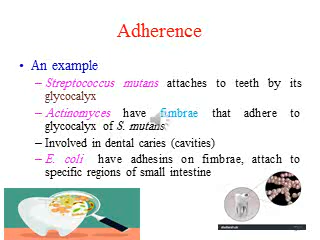 Adherence
• An example
– Streptococcus mutans attaches to teeth by its
glycocalyx
– Actinomyces have fimbrae that adhere to
glycocalyx of S. mutans.
– Involved in dental caries (cavities)
– E. coli have adhesins on fimbrae, attach to
specific regions of small intestine